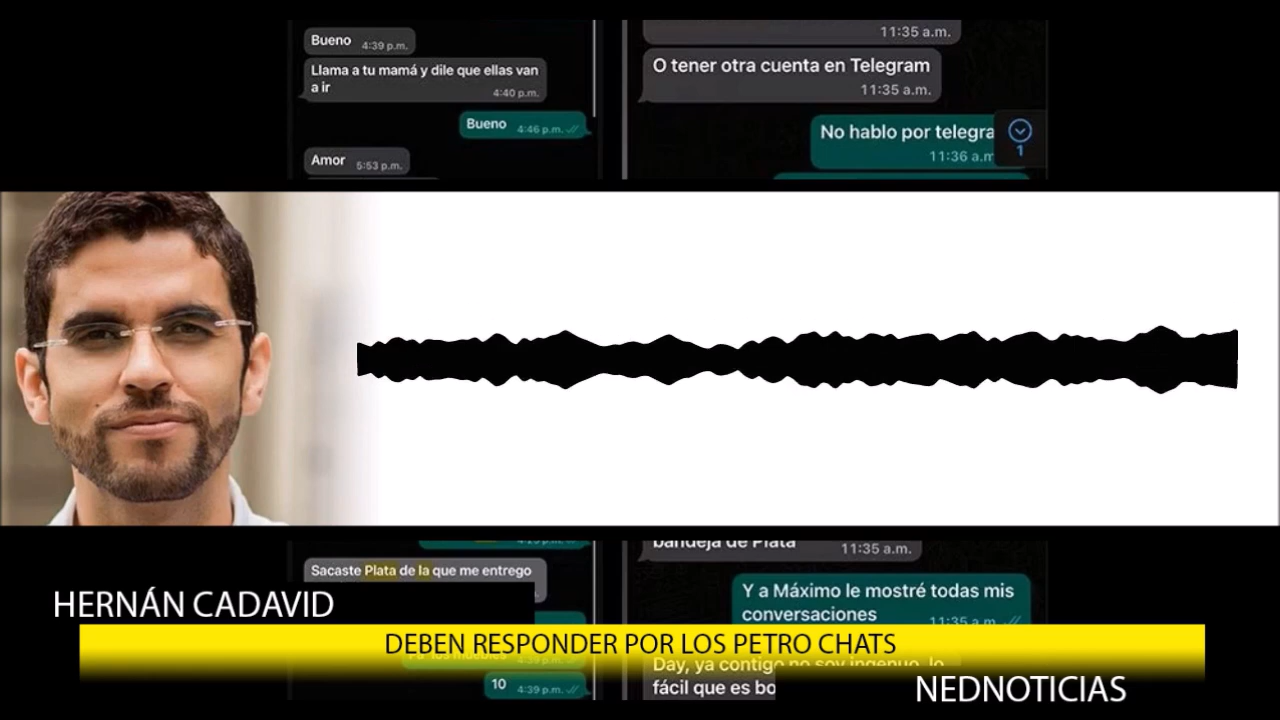 Bueno 4:39 p.m.
Llama a tu mamá y dile que ellas van
a ir 4:40 p.m.
Bueno 4:46 p.m.
Amor 5:53 p.m.
11:35 a.m.
O tener otra cuenta en Telegram
11:35 a.m.
No hablo por telegra
11:36 a.m
1
Sacaste Plata de la que me entrego
10 4:39 p.m.
bandeja de Plata
11:35 a.m.
Y a Máximo le mostré todas mis
conversaciones 11:35 a.m.
Day, ya contigo no soy ingenuo, lo
fácil que es bo
HERNÁN CADAVID
DEBEN RESPONDER POR LOS PETRO CHATS
NEDNOTICIAS